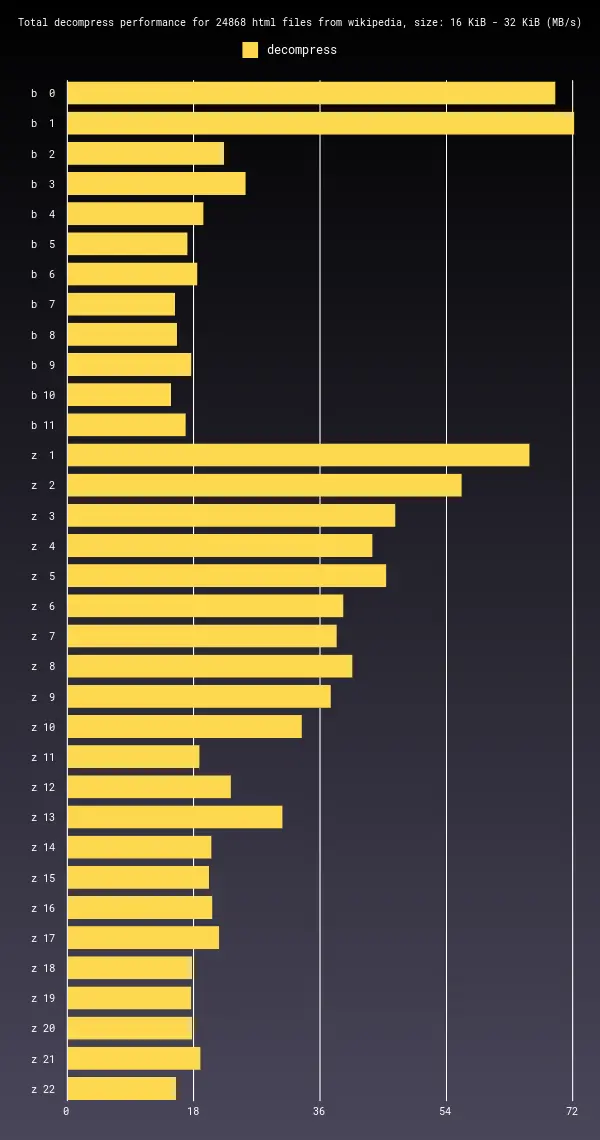 Total decompress performance for 24868 html files from wikipedia, size: 16 KiB - 32 KiB (MB/s)
decompress
b 0
b 1
b 2
b 3
b 4
b 5
b 6
b 7
b 8
b 9
b 10
b 11
z 1
z 2
z 3
z 4
z 5
z 6
z 7
z 8
z 9
z 10
z 11
z 12
z 13
z 14
z 15
z 16
z 17
z 18
z 19
z 20
z 21
z 22
0 18 36 54 72